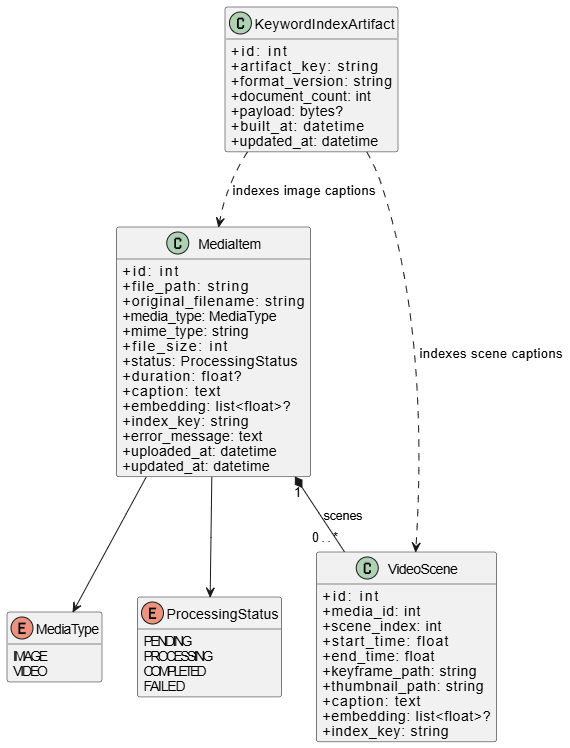 C KeywordIndexArtifact
+id: int
+artifact_key: string
+format_version: string
+document_count: int
+payload: bytes?
+built_at: datetime
+updated_at: datetime
indexes image captions
C MediaItem
+id: int
+file_path: string
+original_filename: string
+media_type: MediaType
+mime_type: string
+file_size: int
+status: ProcessingStatus
+duration: float?
+caption: text
+embedding: list<float>?
+index_key: string
+error_message: text
+uploaded_at: datetime
+updated_at: datetime
indexes scene captions
1
scenes
0..*
E MediaType
IMAGE
VIDEO
E ProcessingStatus
PENDING
PROCESSING
COMPLETED
FAILED
C VideoScene
+id: int
+media_id: int
+scene_index: int
+start_time: float
+end_time: float
+keyframe_path: string
+thumbnail_path: string
+caption: text
+embedding: list<float>?
+index_key: string